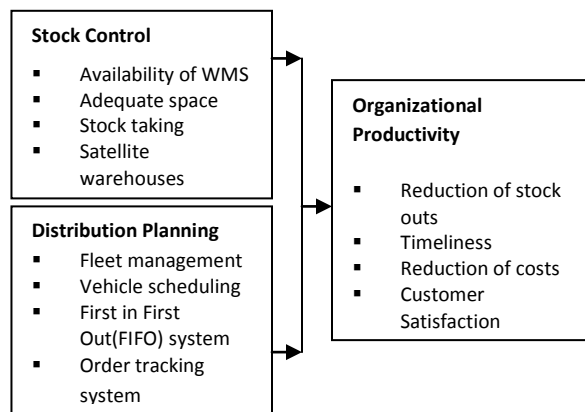 Stock Control
▪ Availability of WMS
▪ Adequate space
▪ Stock taking
▪ Satellite
warehouses
Distribution Planning
▪ Fleet management
▪ Vehicle scheduling
▪ First in First
Out(FIFO) system
▪ Order tracking
system
Organizational
Productivity
▪ Reduction of stock
outs
▪ Timeliness
▪ Reduction of costs
▪ Customer
Satisfaction